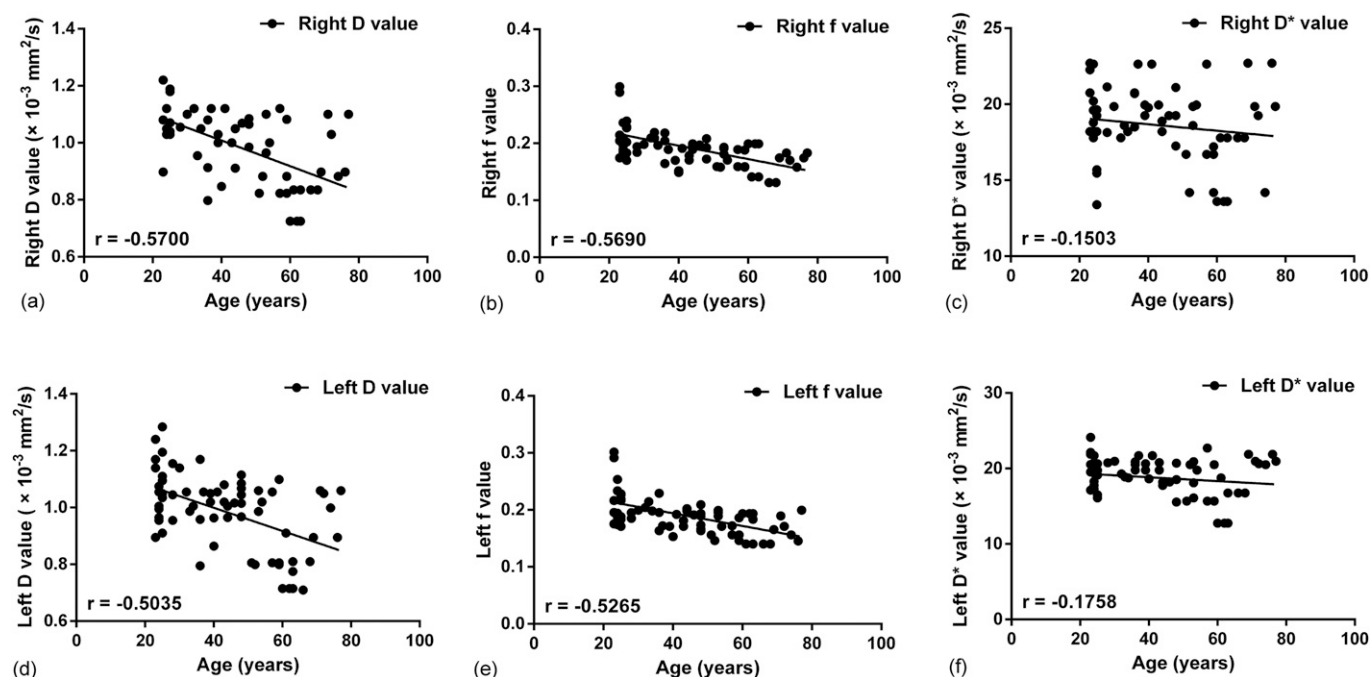 Right D value
Right D value (× 10⁻³ mm²/s)
1.4
1.2
1.0
0.8
0.6
r = -0.5700
0 20 40 60 80 100
Age (years)
(a)
Right f value
Right f value
0.4
0.3
0.2
0.1
0.0
r = -0.5690
0 20 40 60 80 100
Age (years)
(b)
Right D* value
Right D* value (× 10⁻³ mm²/s)
25
20
15
10
r = -0.1503
0 20 40 60 80 100
Age (years)
(c)
Left D value
Left D value ( × 10⁻³ mm²/s)
1.4
1.2
1.0
0.8
0.6
r = -0.5035
0 20 40 60 80 100
Age (years)
(d)
Left f value
Left f value
0.4
0.3
0.2
0.1
0.0
r = -0.5265
0 20 40 60 80 100
Age (years)
(e)
Left D* value
Left D* value (× 10⁻³ mm²/s)
30
20
10
0
r = -0.1758
0 20 40 60 80 100
Age (years)
(f)